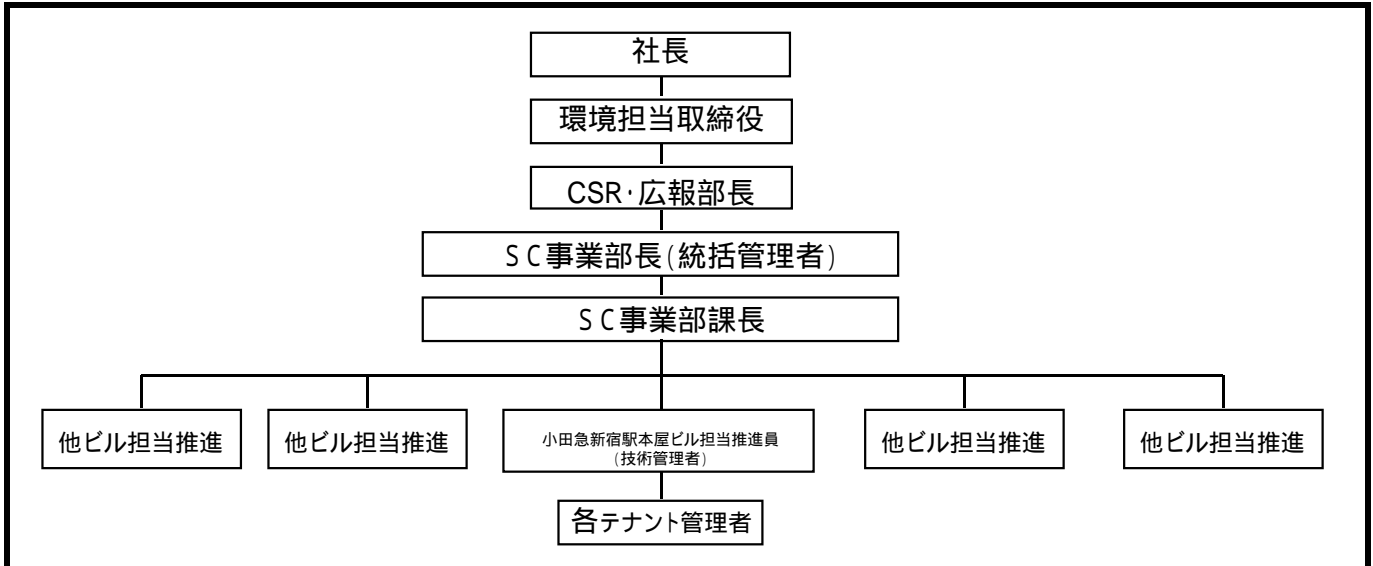 社長
環境担当取締役
CSR・広報部長
ＳＣ事業部長(統括管理者)
ＳＣ事業部課長
他ビル担当推進
他ビル担当推進
小田急新宿駅本屋ビル担当推進員
(技術管理者)
他ビル担当推進
他ビル担当推進
各テナント管理者